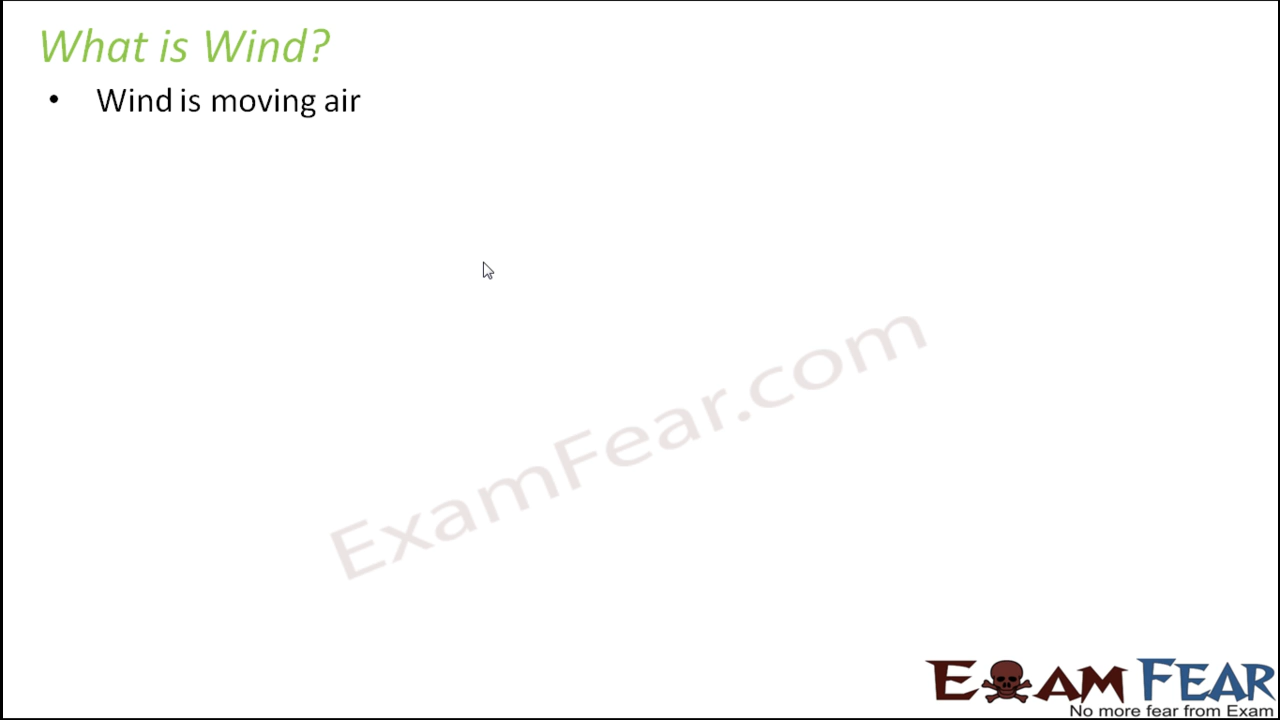 What is Wind?
• Wind is moving air
ExamFear.com
EXAM FEAR
No more fear from Exam